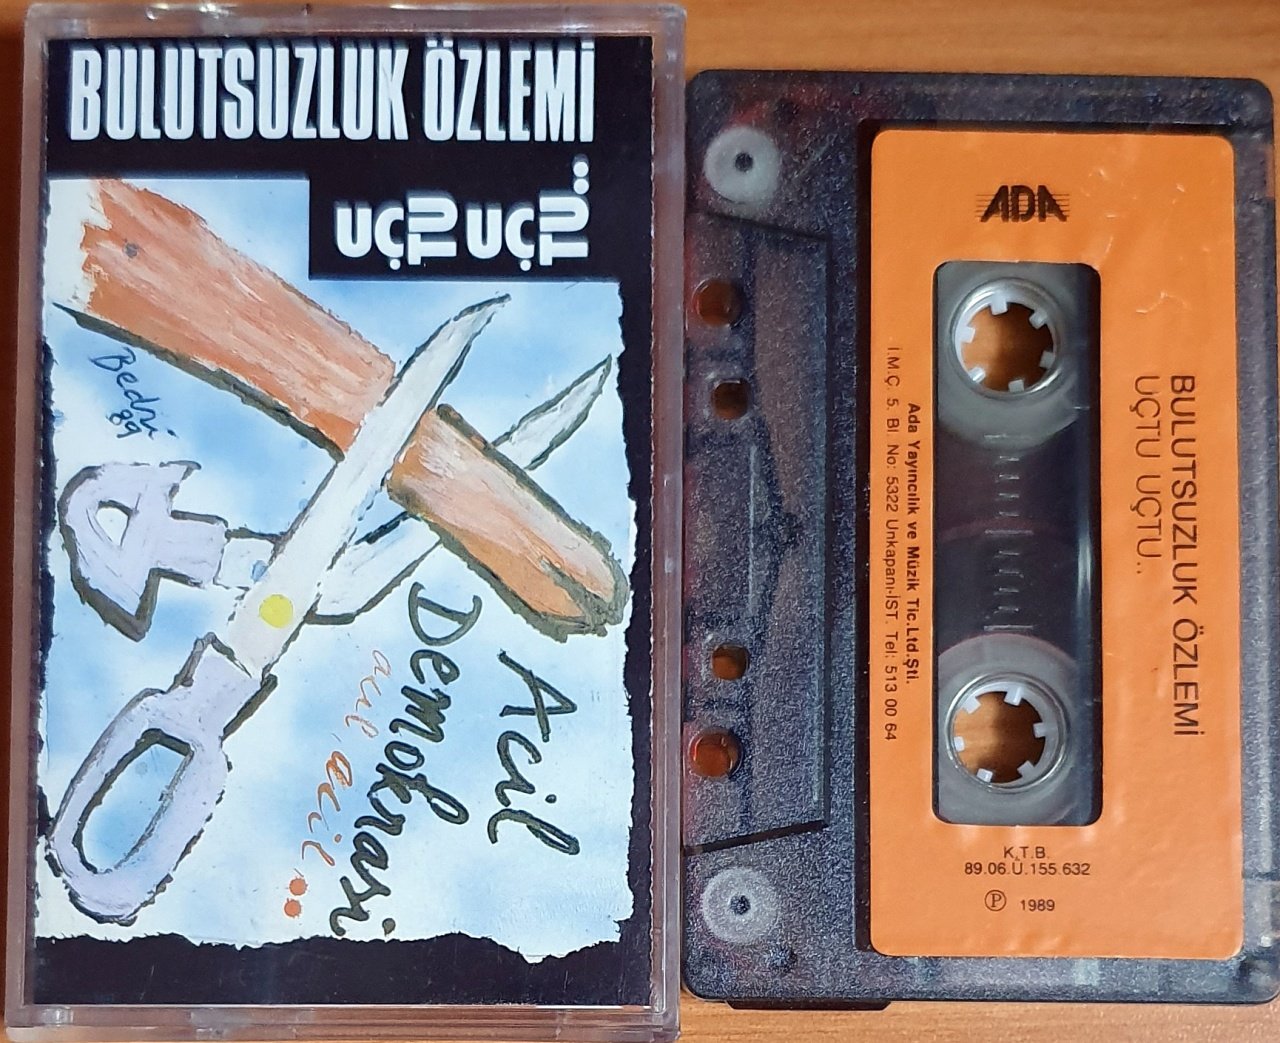 BULUTSUZLUK ÖZLEMİ
UÇTU UÇTU..
Bedri
89
Acil
Demokrasi
acil, acil..
ADA
BULUTSUZLUK ÖZLEMİ
UÇTU UÇTU..
Ada Yayıncılık ve Müzik Tic.Ltd.Şti.
İ.M.Ç. 5. Bl. No: 5322 Unkapanı-İST. Tel: 513 00 64
K.T.B.
89.06.U.155.632
Ⓟ 1989